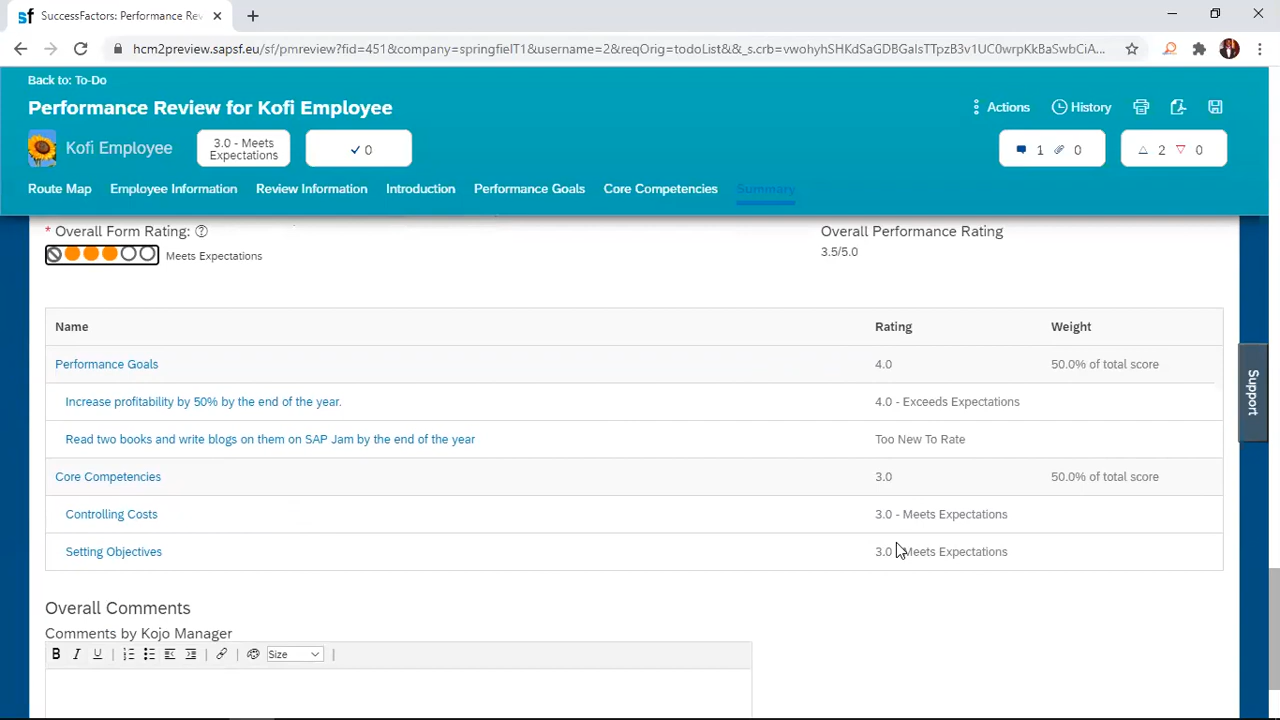 sf SuccessFactors: Performance Rev
hcm2preview.sapsf.eu/sf/pmreview?fid=451&company=springfieIT1&username=2&reqOrig=todoList&&_s.crb=vwohyhSHKdSaGDBGaIsTTpzB3v1UC0wrpKkBaSwbCiA...
Back to: To-Do
Performance Review for Kofi Employee
Actions History
Kofi Employee
3.0 - Meets
Expectations
0
1 0
2 0
Route Map Employee Information Review Information Introduction Performance Goals Core Competencies Summary
* Overall Form Rating: ?
Overall Performance Rating
Meets Expectations
3.5/5.0
Name Rating Weight
Performance Goals 4.0 50.0% of total score
Increase profitability by 50% by the end of the year. 4.0 - Exceeds Expectations
Read two books and write blogs on them on SAP Jam by the end of the year Too New To Rate
Core Competencies 3.0 50.0% of total score
Controlling Costs 3.0 - Meets Expectations
Setting Objectives 3.0 Meets Expectations
Support
Overall Comments
Comments by Kojo Manager
B I U Size